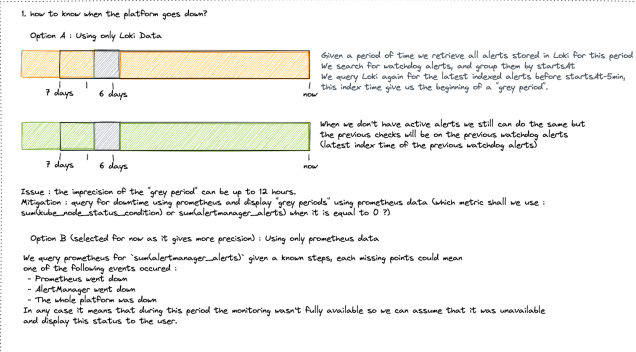 1. how to know when the platform goes down?
Option A : Using only Loki Data
Given a period of time we retrieve all alerts stored in Loki for this period
We search for watchdog alerts, and group them by startsAt
We query Loki again for the latest indexed alerts before startsAt-5min,
this index time give us the beginning of a "grey period".
7 days
6 days
now
When we don't have active alerts we still can do the same but
the previous checks will be on the previous watchdog alerts
(latest index time of the previous watchdog alerts)
7 days
6 days
now
Issue : the imprecision of the "grey period" can be up to 12 hours.
Mitigation : query for downtime using prometheus and display "grey periods" using prometheus data (which metric shall we use :
sum(kube_node_status_condition) or sum(alertmanager_alerts) when it is equal to 0 ?)
Option B (selected for now as it gives more precision) : Using only prometheus data
We query prometheus for `sum(alertmanager_alerts)` given a known steps, each missing points could mean
one of the following events occured :
- Prometheus went down
- AlertManager went down
- The whole platform was down
In any case it means that during this period the monitoring wasn't fully available so we can assume that it was unavailable
and display this status to the user.